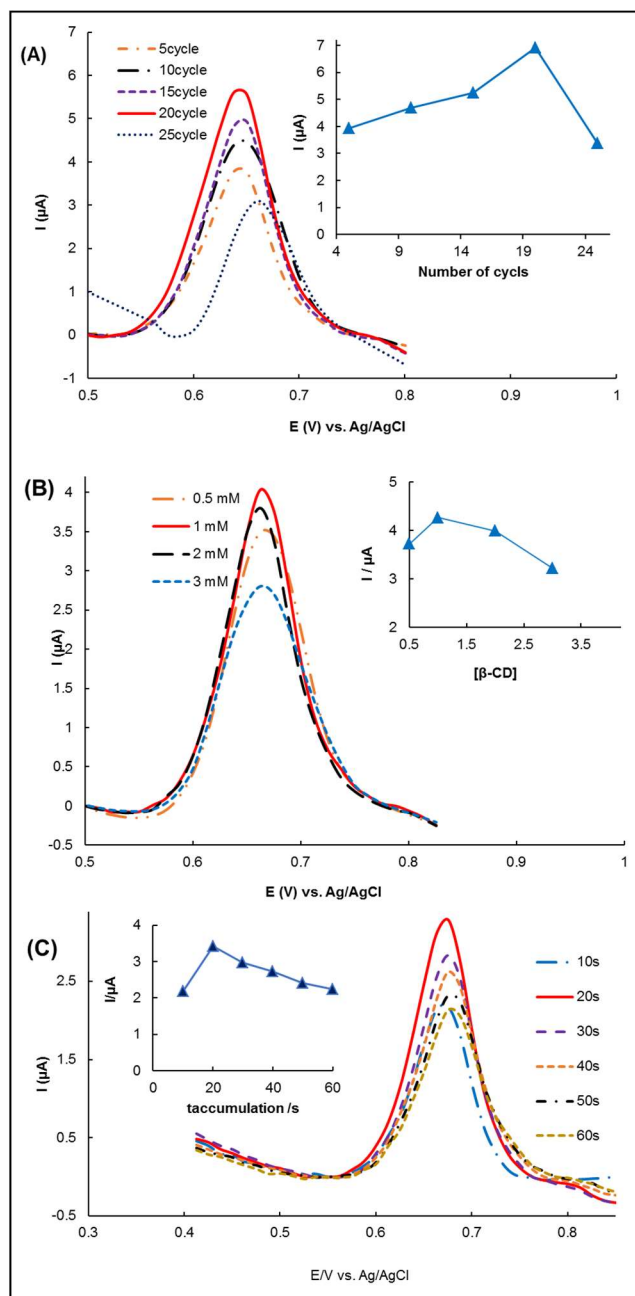 (A)
5cycle
10cycle
15cycle
20cycle
25cycle
7
6
5
4
3
2
1
0
-1
I (µA)
0.5
0.6
0.7
0.8
0.9
1
E (V) vs. Ag/AgCl
7
6
5
4
3
2
1
0
I (µA)
4
9
14
19
24
Number of cycls
(B)
0.5 mM
1 mM
2 mM
3 mM
4
3.5
3
2.5
2
1.5
1
0.5
0
-0.5
I (µA)
0.5
0.6
0.7
0.8
0.9
1
E (V) vs. Ag/AgCl
5
4
3
2
I / µA
0.5
1.5
2.5
3.5
[β-CD]
(C)
10s
20s
30s
40s
50s
60s
2.5
1.5
0.5
-0.5
I (µA)
0.3
0.4
0.5
0.6
0.7
0.8
E/V vs. Ag/AgCl
4
3
2
1
0
I/µA
0
20
40
60
taccumulation /s